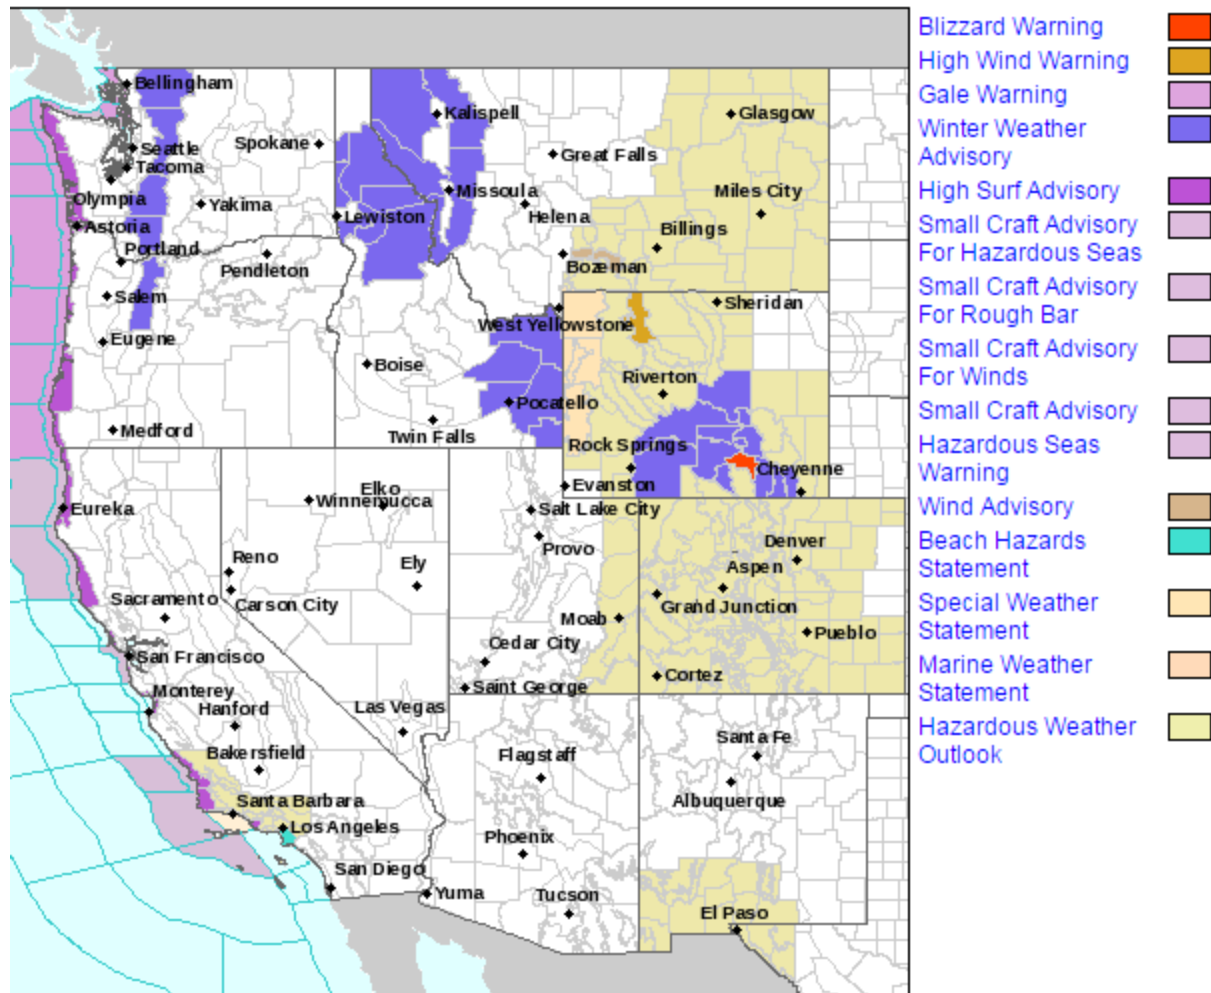 Bellingham
Seattle
Tacoma
Olympia
Spokane
Yakima
Astoria
Portland
Pendleton
Salem
Eugene
Medford
Kalispell
Great Falls
Missoula
Helena
Lewiston
Bozeman
Glasgow
Miles City
Billings
West Yellowstone
Sheridan
Boise
Pocatello
Twin Falls
Riverton
Rock Springs
Cheyenne
Evanston
Eureka
Winnemucca
Elko
Salt Lake City
Provo
Reno
Carson City
Ely
Denver
Aspen
Grand Junction
Pueblo
Moab
Cortez
Sacramento
San Francisco
Monterey
Hanford
Bakersfield
Cedar City
Saint George
Las Vegas
Santa Barbara
Los Angeles
San Diego
Flagstaff
Phoenix
Yuma
Tucson
Santa Fe
Albuquerque
El Paso
Blizzard Warning
High Wind Warning
Gale Warning
Winter Weather
Advisory
High Surf Advisory
Small Craft Advisory
For Hazardous Seas
Small Craft Advisory
For Rough Bar
Small Craft Advisory
For Winds
Small Craft Advisory
Hazardous Seas
Warning
Wind Advisory
Beach Hazards
Statement
Special Weather
Statement
Marine Weather
Statement
Hazardous Weather
Outlook